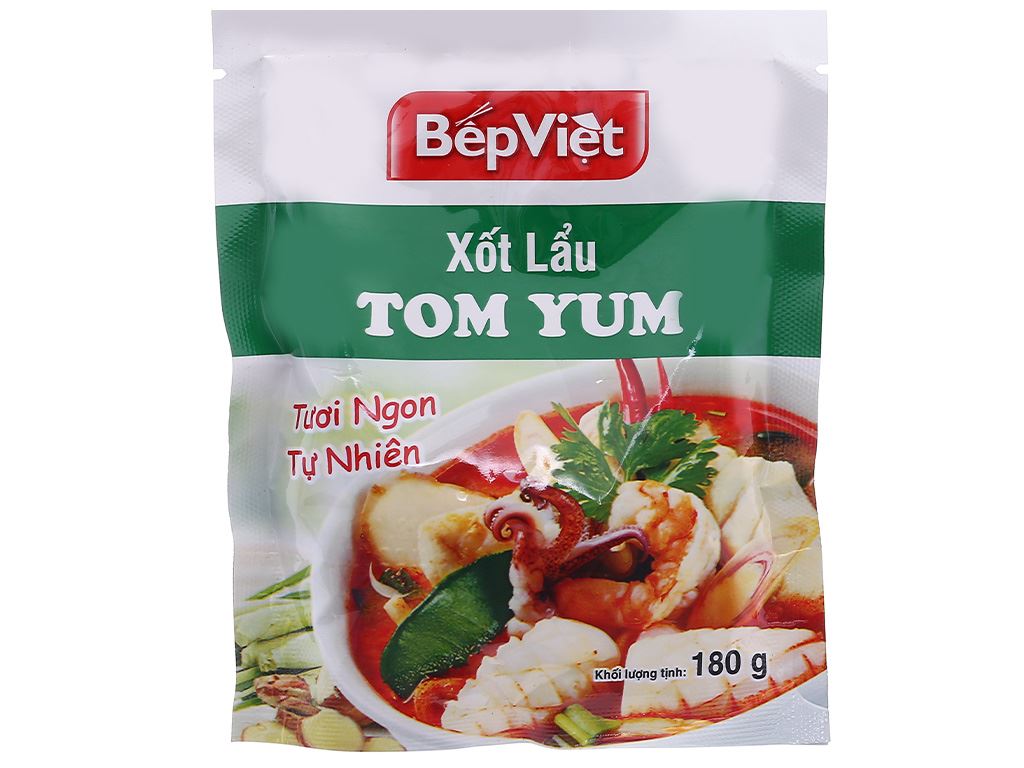 BếpViệt
Xốt Lẩu
TOM YUM
Tươi Ngon
Tự Nhiên
Khối lượng tịnh: 180 g